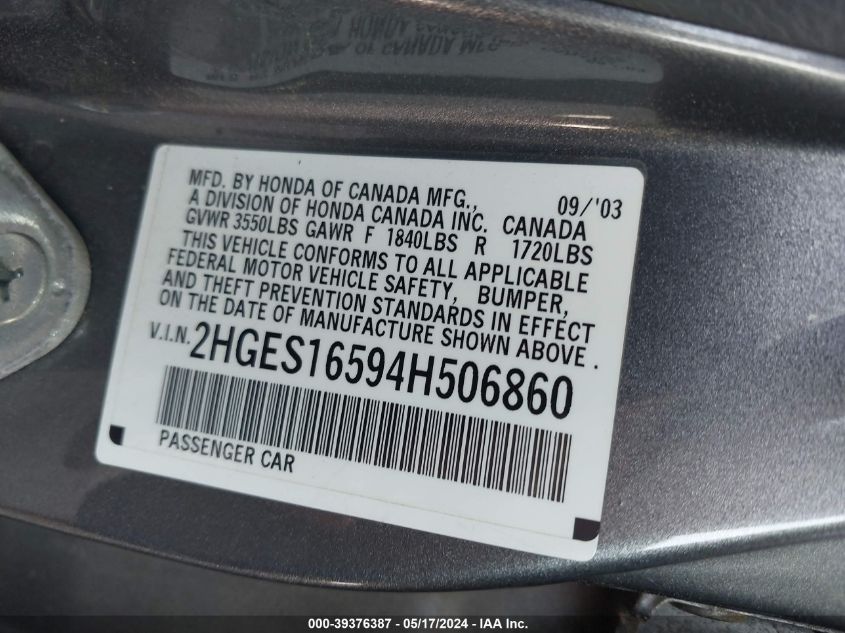 MFD. BY HONDA OF CANADA MFG., 09/'03
A DIVISION OF HONDA CANADA INC. CANADA
GVWR 3550LBS GAWR F 1840LBS R 1720LBS
THIS VEHICLE CONFORMS TO ALL APPLICABLE
FEDERAL MOTOR VEHICLE SAFETY, BUMPER,
AND THEFT PREVENTION STANDARDS IN EFFECT
ON THE DATE OF MANUFACTURE SHOWN ABOVE.
V.I.N. 2HGES16594H506860
PASSENGER CAR
000-39376387 - 05/17/2024 - IAA Inc.